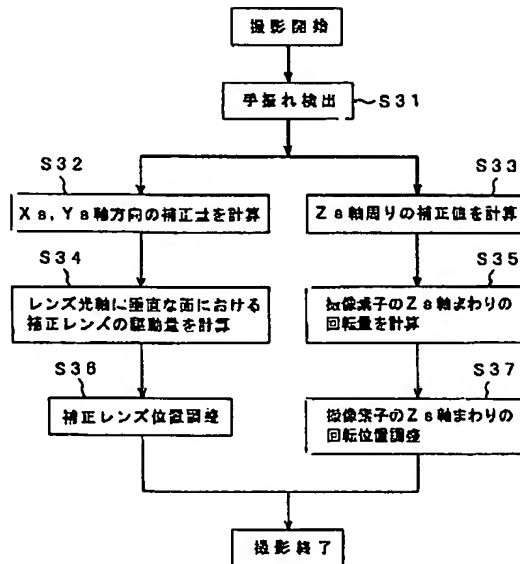 撮影開始
手振れ検出
S31
S32
S33
Xa,Ya軸方向の補正量を計算
Za軸周りの補正値を計算
S34
S35
レンズ光軸に垂直な面における
補正レンズの駆動量を計算
撮像素子のZa軸まわりの
回転量を計算
S36
S37
補正レンズ位置調整
撮像素子のZa軸まわりの
回転位置調整
撮影終了